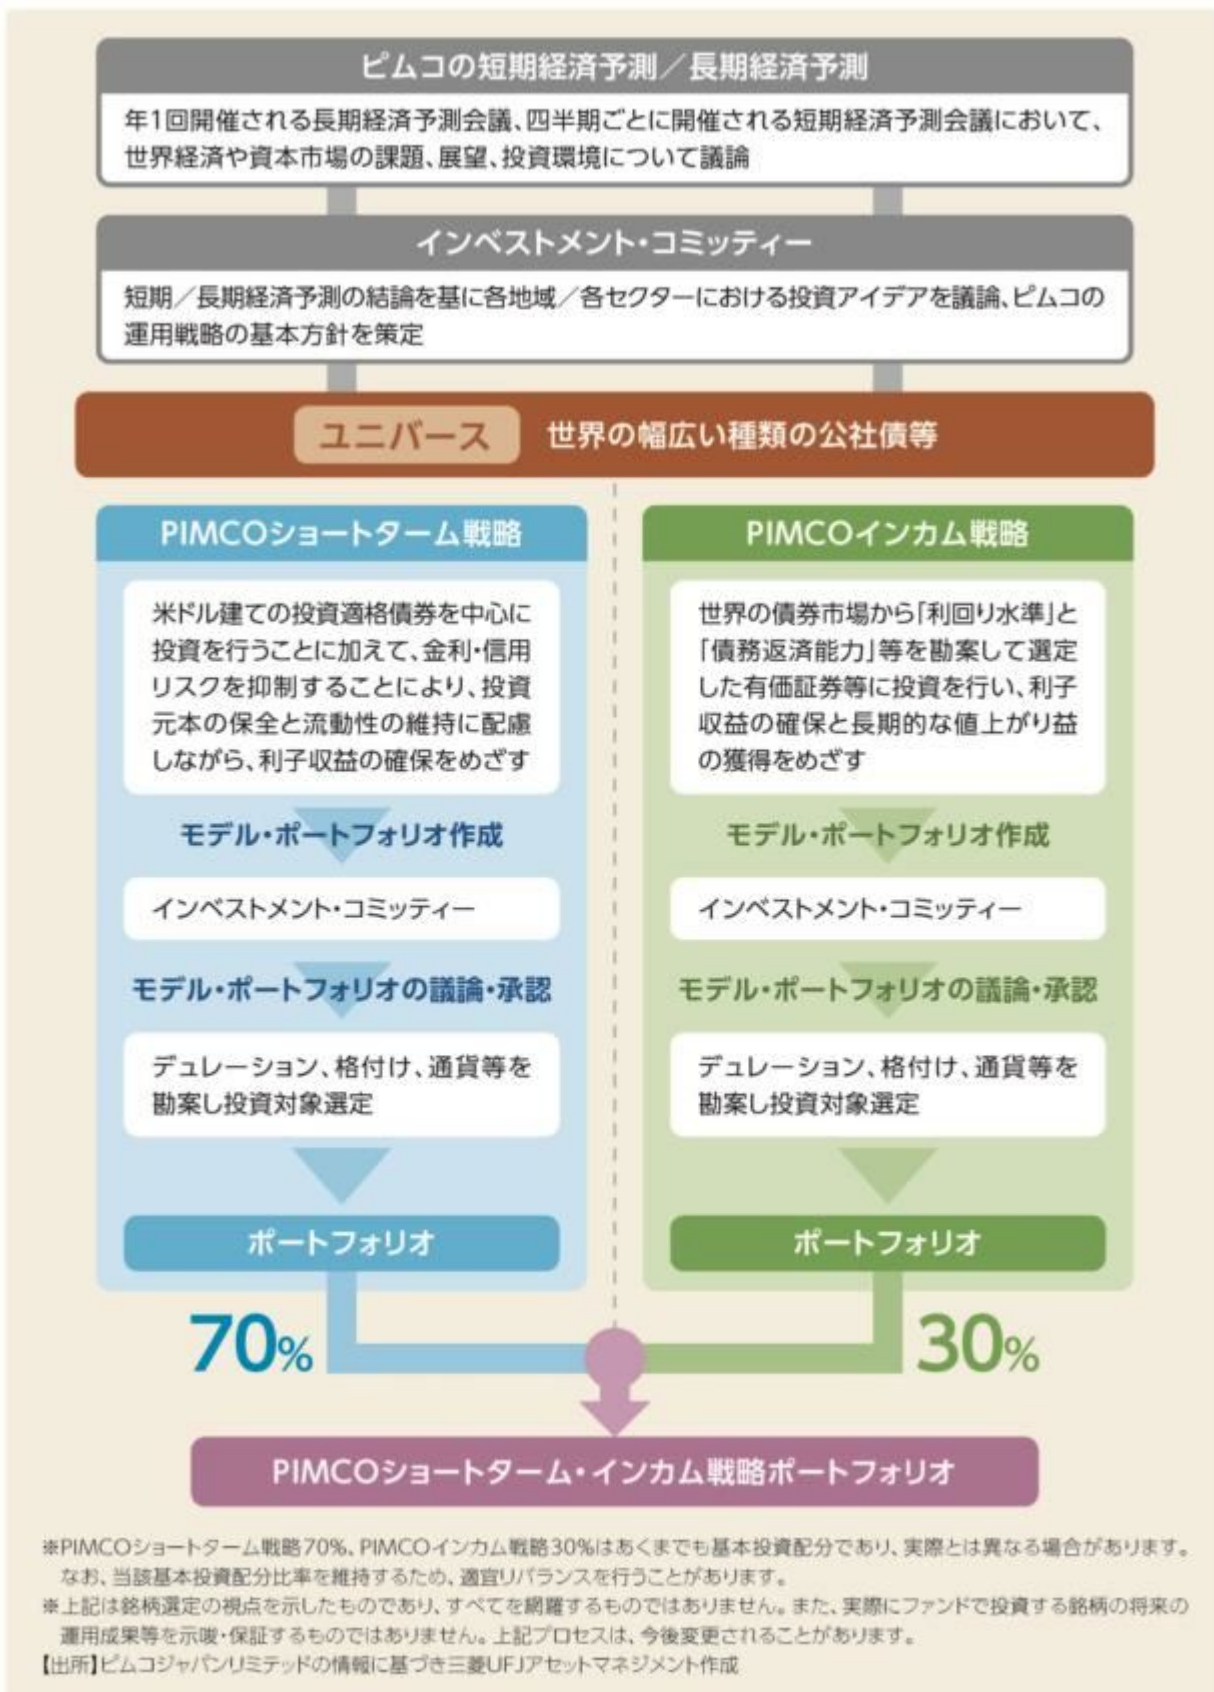 ピムコの短期経済予測／長期経済予測
年1回開催される長期経済予測会議、四半期ごとに開催される短期経済予測会議において、
世界経済や資本市場の課題、展望、投資環境について議論
インベストメント・コミッティー
短期／長期経済予測の結論を基に各地域／各セクターにおける投資アイデアを議論、ピムコの
運用戦略の基本方針を策定
ユニバース 世界の幅広い種類の公社債等
PIMCOショートターム戦略
米ドル建ての投資適格債券を中心に
投資を行うことに加えて、金利・信用
リスクを抑制することにより、投資
元本の保全と流動性の維持に配慮
しながら、利子収益の確保をめざす
モデル・ポートフォリオ作成
インベストメント・コミッティー
モデル・ポートフォリオの議論・承認
デュレーション、格付け、通貨等を
勘案し投資対象選定
ポートフォリオ
70%
PIMCOインカム戦略
世界の債券市場から「利回り水準」と
「債務返済能力」等を勘案して選定
した有価証券等に投資を行い、利子
収益の確保と長期的な値上がり益
の獲得をめざす
モデル・ポートフォリオ作成
インベストメント・コミッティー
モデル・ポートフォリオの議論・承認
デュレーション、格付け、通貨等を
勘案し投資対象選定
ポートフォリオ
30%
PIMCOショートターム・インカム戦略ポートフォリオ
※PIMCOショートターム戦略70%、PIMCOインカム戦略30%はあくまでも基本投資配分であり、実際とは異なる場合があります。
なお、当該基本投資配分比率を維持するため、適宜リバランスを行うことがあります。
※上記は銘柄選定の視点を示したものであり、すべてを網羅するものではありません。また、実際にファンドで投資する銘柄の将来の
運用成果等を示唆・保証するものではありません。上記プロセスは、今後変更されることがあります。
【出所】ピムコジャパンリミテッドの情報に基づき三菱UFJアセットマネジメント作成